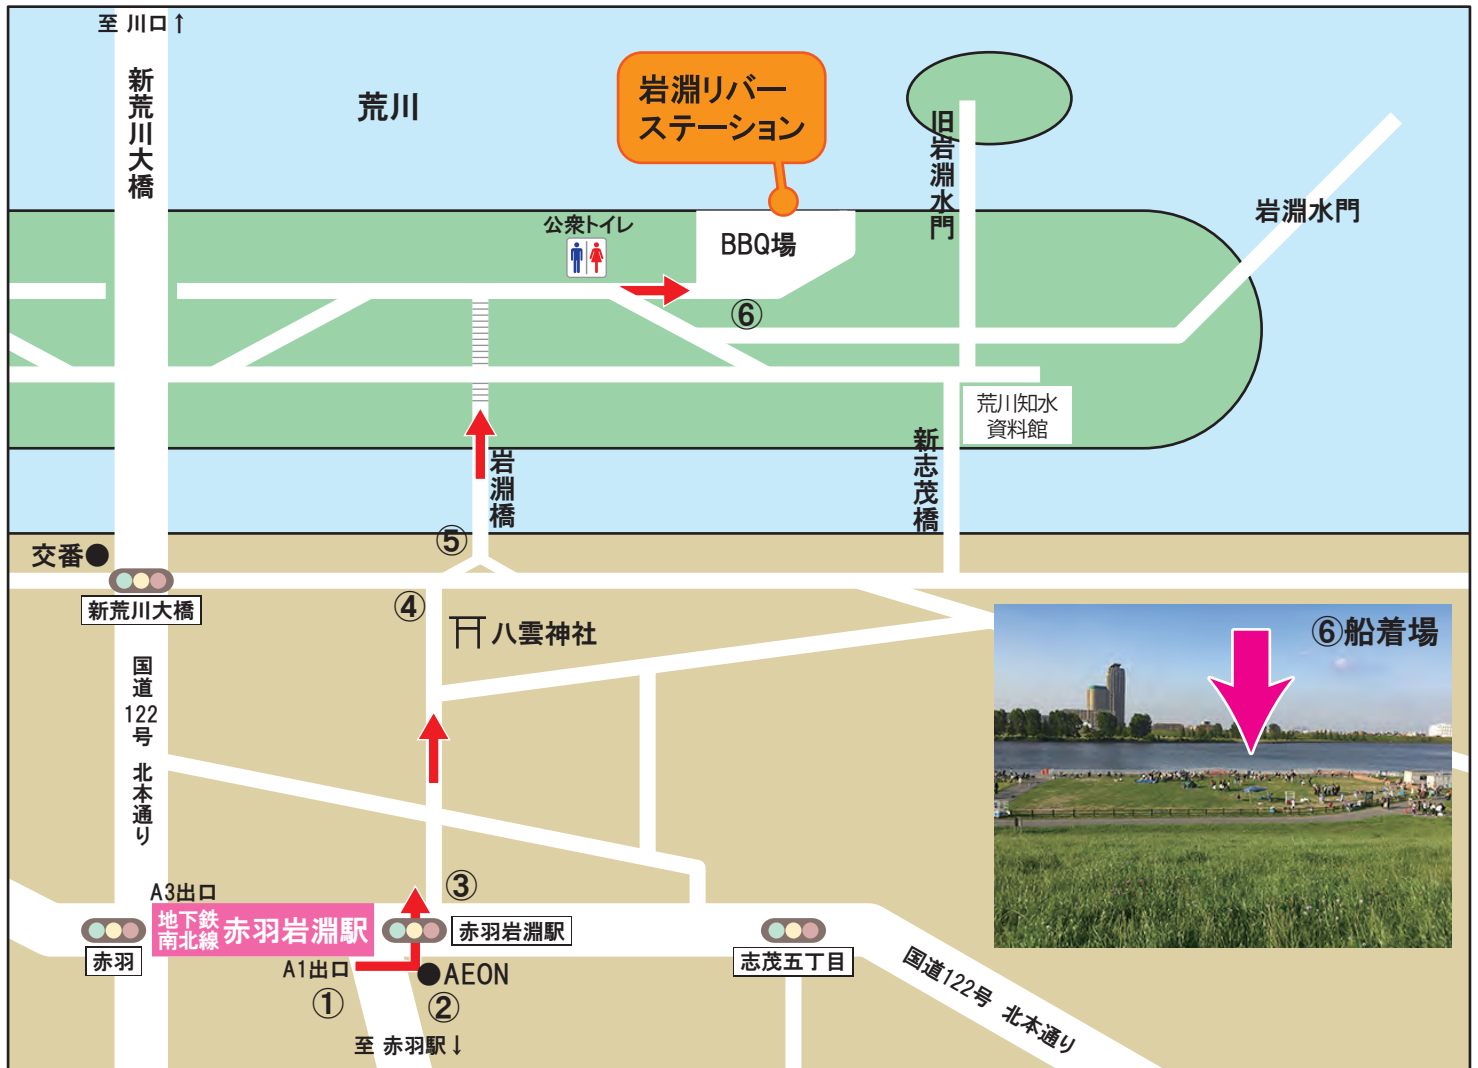 至 川口↑
新荒川大橋
荒川
岩淵リバー
ステーション
旧岩淵水門
岩淵水門
公衆トイレ
BBQ場
⑥
荒川知水
資料館
岩淵橋
新志茂橋
⑤
交番
新荒川大橋
④
八雲神社
⑥船着場
国道122号 北本通り
A3出口
③
地下鉄
南北線
赤羽岩淵駅
赤羽岩淵駅
赤羽
志茂五丁目
A1出口
AEON
①
②
国道122号 北本通り
至 赤羽駅↓